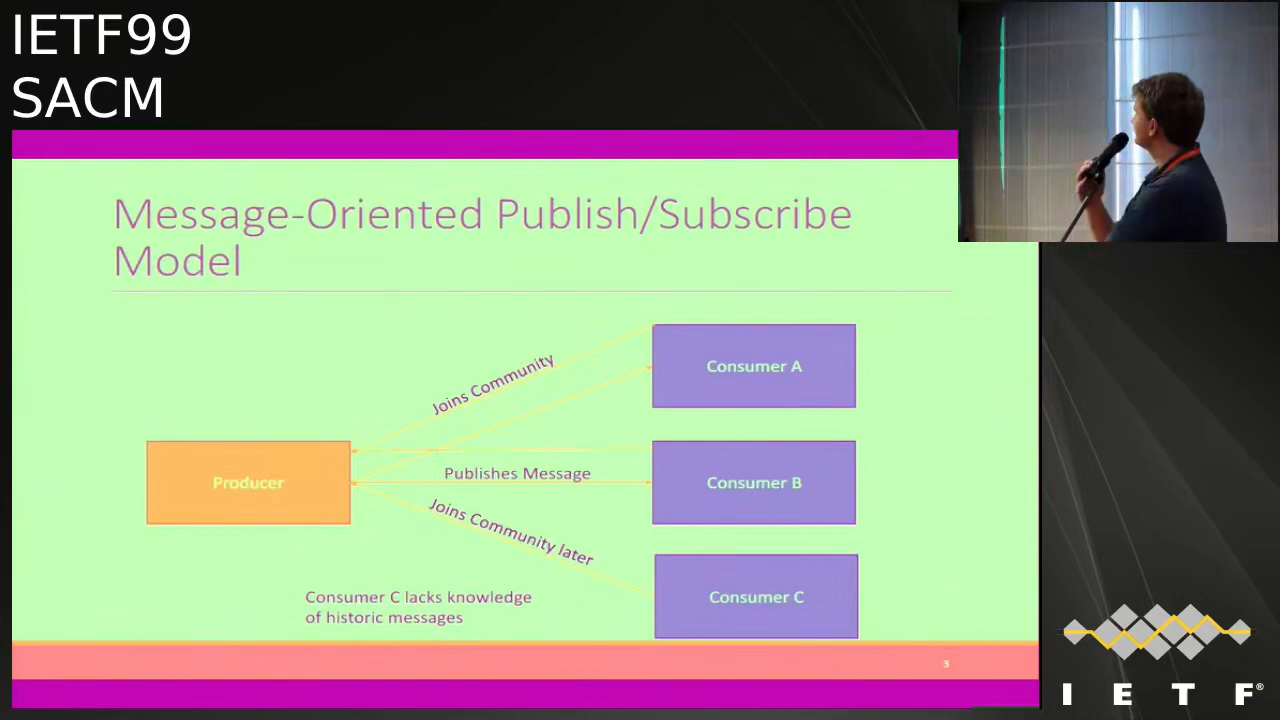 IETF99
SACM
Message-Oriented Publish/Subscribe
Model
Joins Community
Consumer A
Producer
Publishes Message
Consumer B
Joins Community later
Consumer C lacks knowledge
of historic messages
Consumer C
3
I E T F®